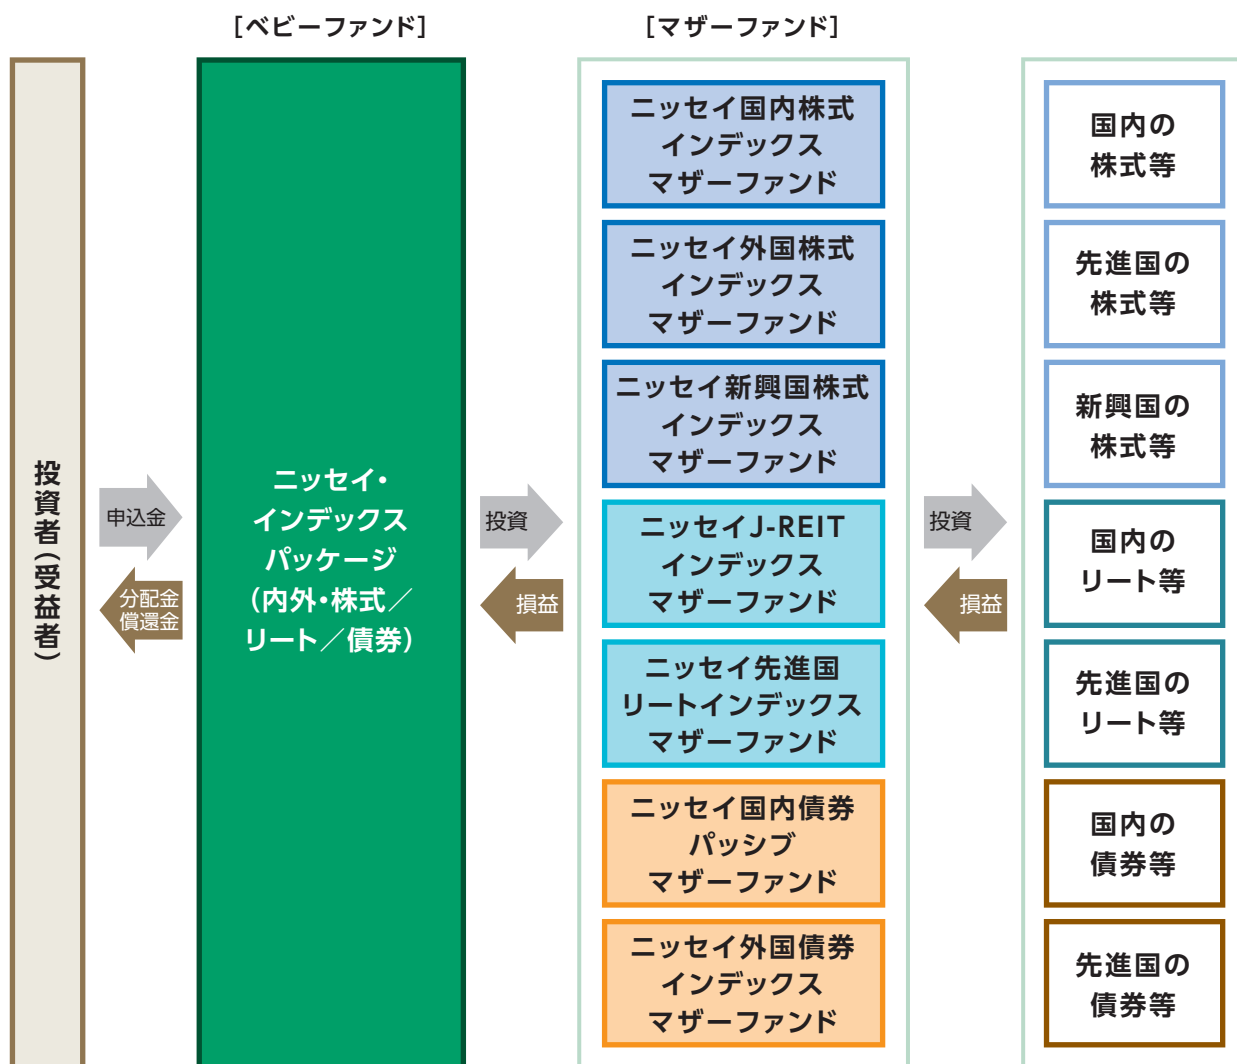 [ベビーファンド]
[マザーファンド]
投資者(受益者)
申込金
分配金
償還金
ニッセイ・
インデックス
パッケージ
(内外・株式/
リート/債券)
投資
損益
ニッセイ国内株式
インデックス
マザーファンド
ニッセイ外国株式
インデックス
マザーファンド
ニッセイ新興国株式
インデックス
マザーファンド
ニッセイJ-REIT
インデックス
マザーファンド
ニッセイ先進国
リートインデックス
マザーファンド
ニッセイ国内債券
パッシブ
マザーファンド
ニッセイ外国債券
インデックス
マザーファンド
投資
損益
国内の
株式等
先進国の
株式等
新興国の
株式等
国内の
リート等
先進国の
リート等
国内の
債券等
先進国の
債券等